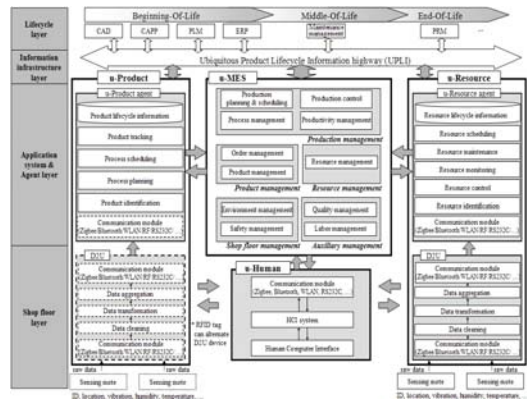 Lifecycle layer
Beginning-Of-Life
Middle-Of-Life
End-Of-Life
CAD
CAPP
PLM
ERP
Maintenance management
Information infrastructure layer
Ubiquitous Product Lifecycle Information highway (UPLI)
Application system & Agent layer
u-Product
u-Product agent
Product lifecycle information
Product tracking
Process scheduling
Process planning
Product identification
Communication module
(Zigbee/Bluetooth/WLAN/RF/RS232C...)
u-MES
Production planning & scheduling
Production control
Process management
Productivity management
Production management
Order management
Product management
Product management
Resource management
Resource management
Environment management
Safety management
Shop floor management
Quality management
Labor management
Auxiliary management
u-Resource
u-Resource agent
Resource lifecycle information
Resource scheduling
Resource maintenance
Resource monitoring
Resource control
Resource identification
Communication module
(Zigbee/Bluetooth/WLAN/RF/RS232C...)
Shop floor layer
D2U
Communication module
(Zigbee/Bluetooth/WLAN/RF/RS232C...)
Data aggregation
Data transformation
Data cleaning
Communication module
(Zigbee/Bluetooth/WLAN/RF/RS232C...)
raw data
raw data
Sensing note
Sensing note
ID, location, vibration, humidity, temperature, ...
* RFID tag can alternate D2U device
u-Human
Communication module
(Zigbee, Bluetooth, WLAN, RS232C ...)
HCI system
Human Computer Interface
D2U
Communication module
(Zigbee/Bluetooth/WLAN/RF/RS232C...)
Data aggregation
Data transformation
Data cleaning
Communication module
(Zigbee/Bluetooth/WLAN/RF/RS232C...)
raw data
raw data
Sensing note
Sensing note
ID, location, vibration, humidity, temperature, ...